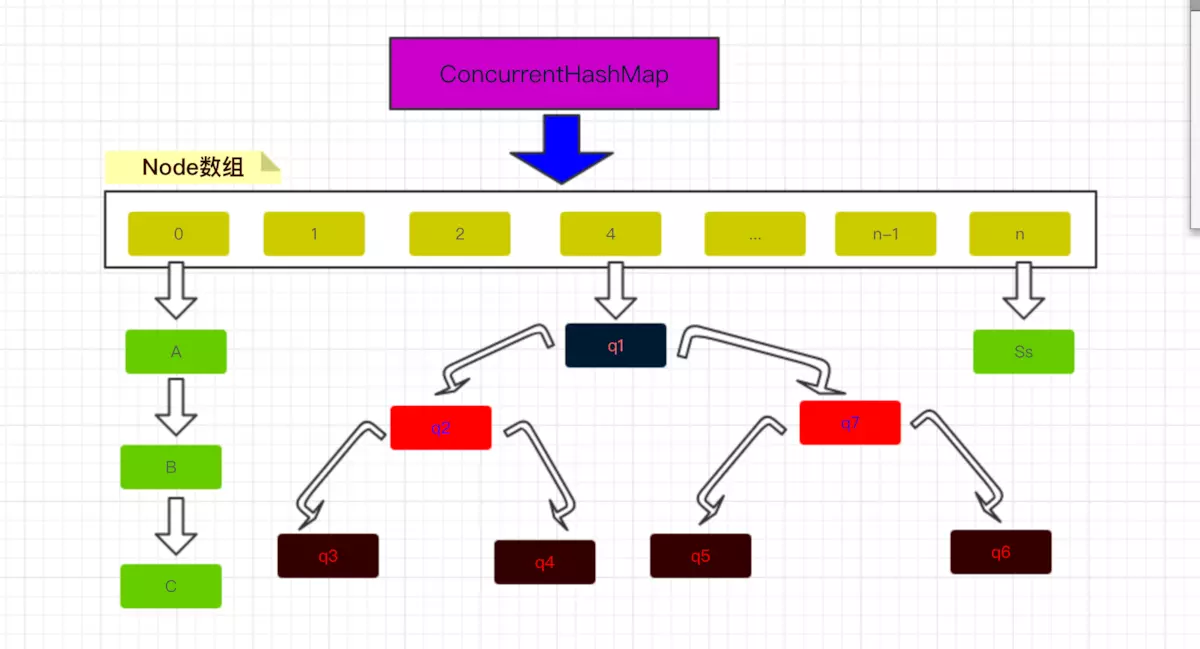 ConcurrentHashMap
Node数组
0 1 2 4 ... n-1 n
A q1 Ss
q2 q7
B
q3 q4 q5 q6
C